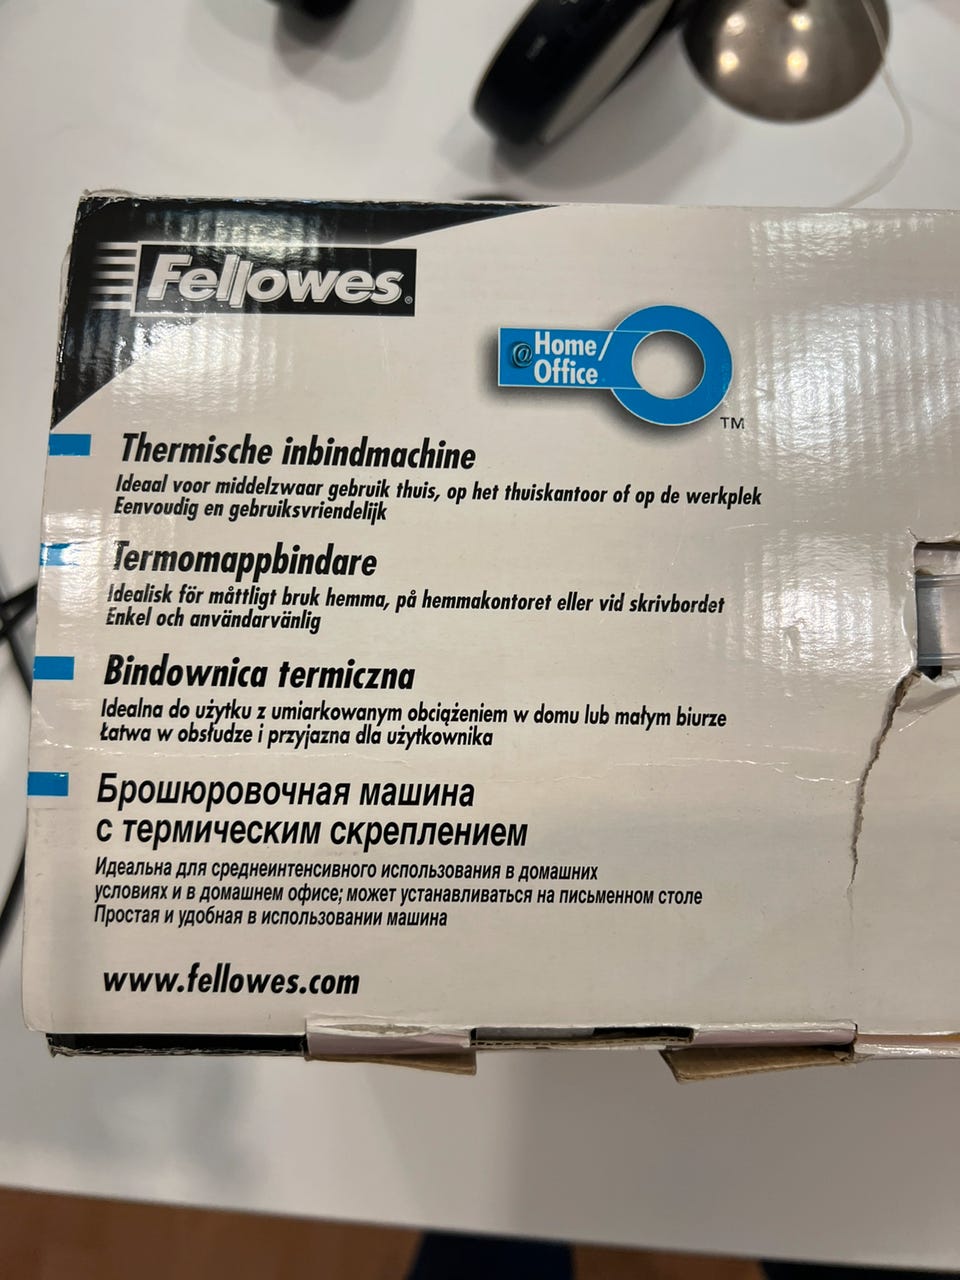 Fellowes®
@Home/
Office
TM
Thermische inbindmachine
Ideaal voor middelzwaar gebruik thuis, op het thuiskantoor of op de werkplek
Eenvoudig en gebruiksvriendelijk
Termomappbindare
Idealisk för måttligt bruk hemma, på hemmakontoret eller vid skrivbordet
Enkel och användarvänlig
Bindownica termiczna
Idealna do użytku z umiarkowanym obciążeniem w domu lub małym biurze
Łatwa w obsłudze i przyjazna dla użytkownika
Брошюровочная машина
с термическим скреплением
Идеальна для среднеинтенсивного использования в домашних
условиях и в домашнем офисе; может устанавливаться на письменном столе
Простая и удобная в использовании машина
www.fellowes.com